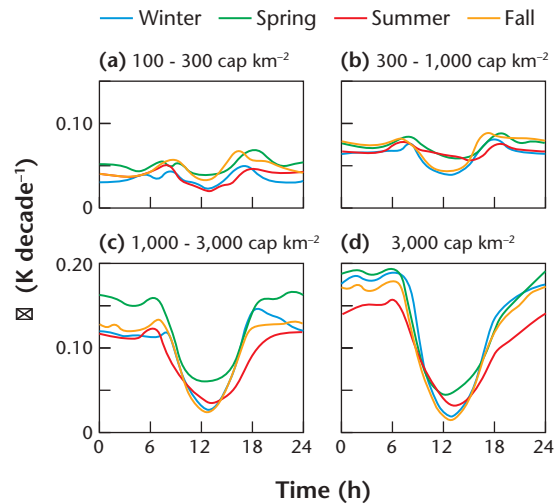 Winter Spring Summer Fall
(a) 100 - 300 cap km⁻²
(b) 300 - 1,000 cap km⁻²
0.10
0
(c) 1,000 - 3,000 cap km⁻²
(d) 3,000 cap km⁻²
0.20
0.10
0
0 6 12 18 24
0 6 12 18 24
(K decade⁻¹)
Time (h)